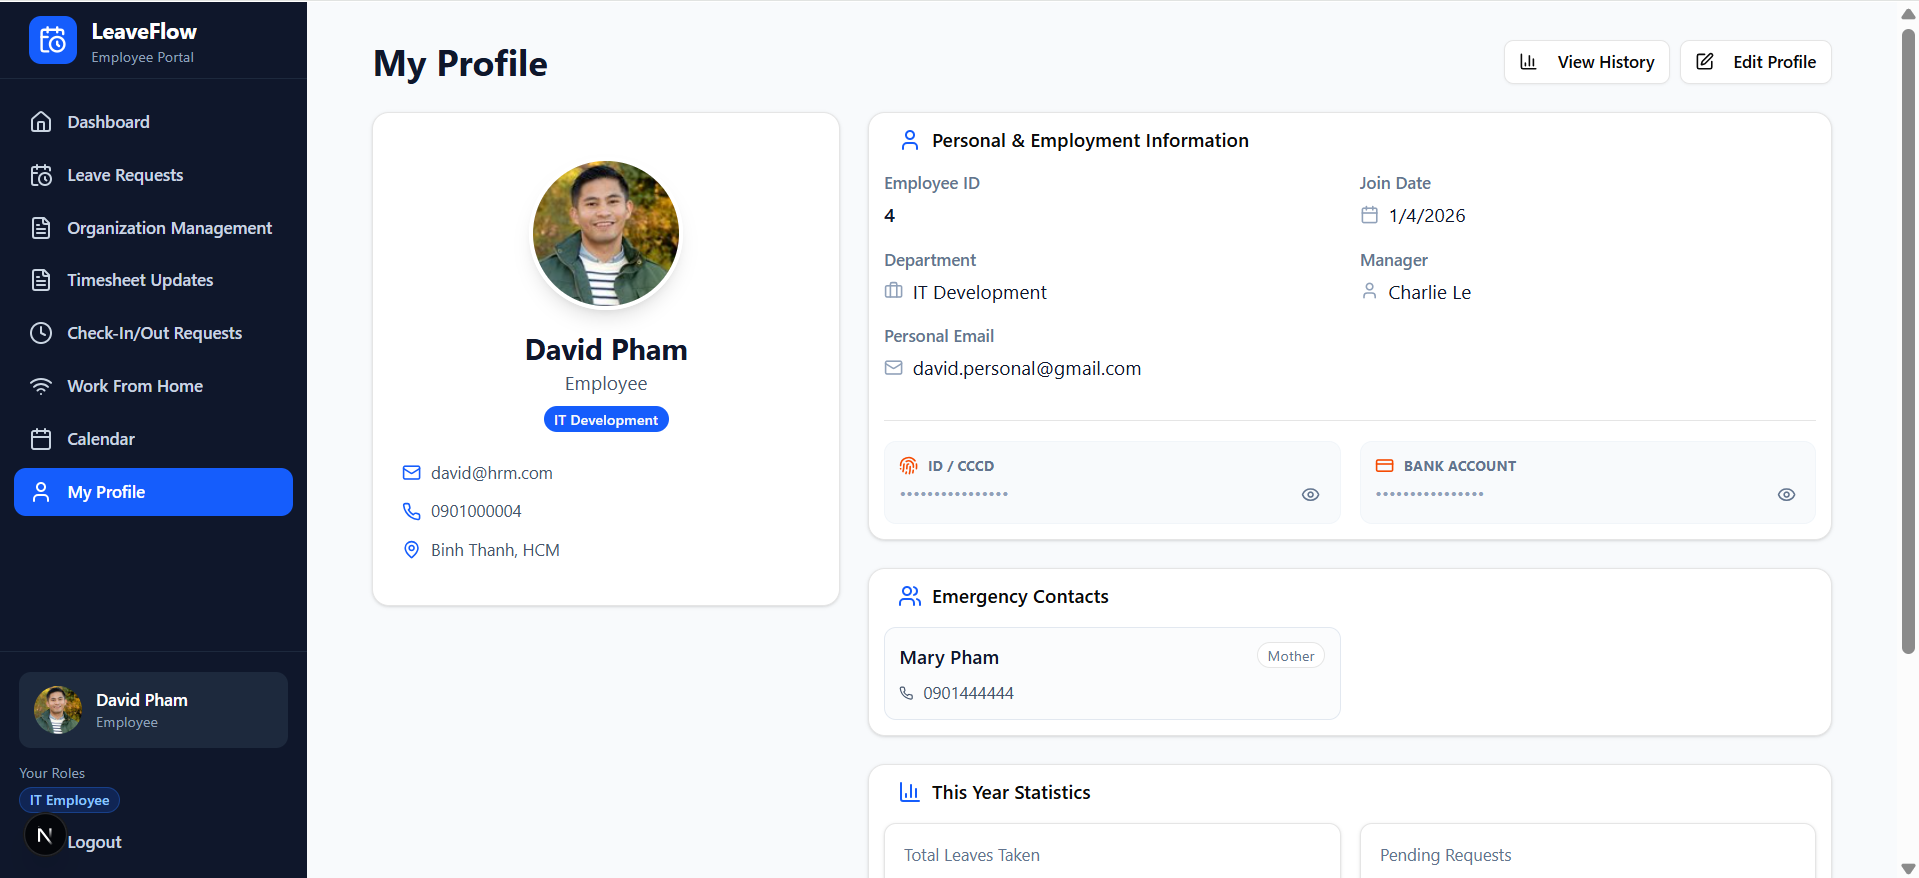 LeaveFlow
Employee Portal
Dashboard
Leave Requests
Organization Management
Timesheet Updates
Check-In/Out Requests
Work From Home
Calendar
My Profile
David Pham
Employee
Your Roles
IT Employee
N
Logout
My Profile
View History
Edit Profile
David Pham
Employee
IT Development
david@hrm.com
0901000004
Binh Thanh, HCM
Personal & Employment Information
Employee ID
4
Join Date
1/4/2026
Department
IT Development
Manager
Charlie Le
Personal Email
david.personal@gmail.com
ID / CCCD
••••••••••••••••
BANK ACCOUNT
••••••••••••••••
Emergency Contacts
Mary Pham
Mother
0901444444
This Year Statistics
Total Leaves Taken
Pending Requests